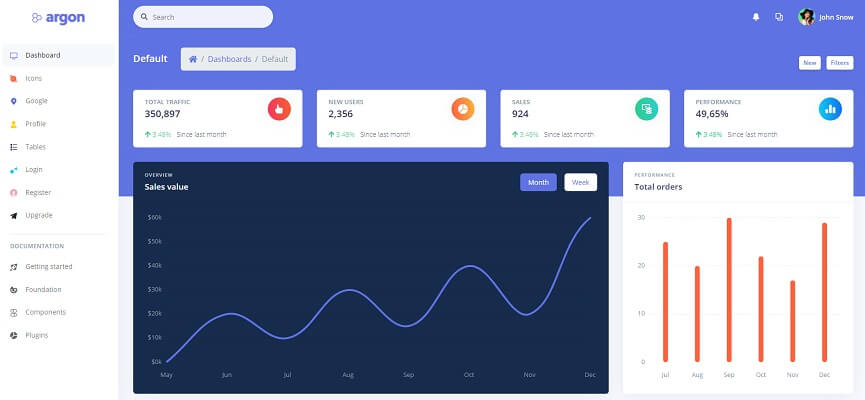 argon
Search
John Snow
Dashboard
Icons
Google
Profile
Tables
Login
Register
Upgrade
DOCUMENTATION
Getting started
Foundation
Components
Plugins
Default
/ Dashboards / Default
New
Filters
TOTAL TRAFFIC
350,897
3.48% Since last month
NEW USERS
2,356
3.48% Since last month
SALES
924
3.48% Since last month
PERFORMANCE
49,65%
3.48% Since last month
OVERVIEW
Sales value
Month
Week
$60k
$50k
$40k
$30k
$20k
$10k
$0k
May Jun Jul Aug Sep Oct Nov Dec
PERFORMANCE
Total orders
30
20
10
0
Jul Aug Sep Oct Nov Dec